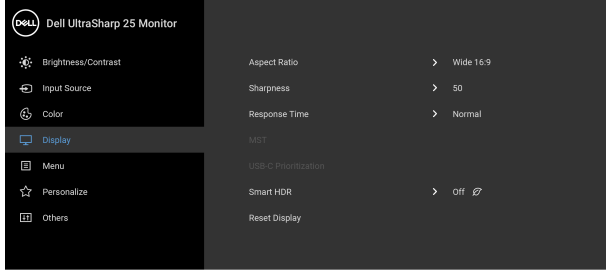 DELL Dell UltraSharp 25 Monitor
Brightness/Contrast
Input Source
Color
Display
Menu
Personalize
Others
Aspect Ratio Wide 16:9
Sharpness 50
Response Time Normal
MST
USB-C Prioritization
Smart HDR Off
Reset Display